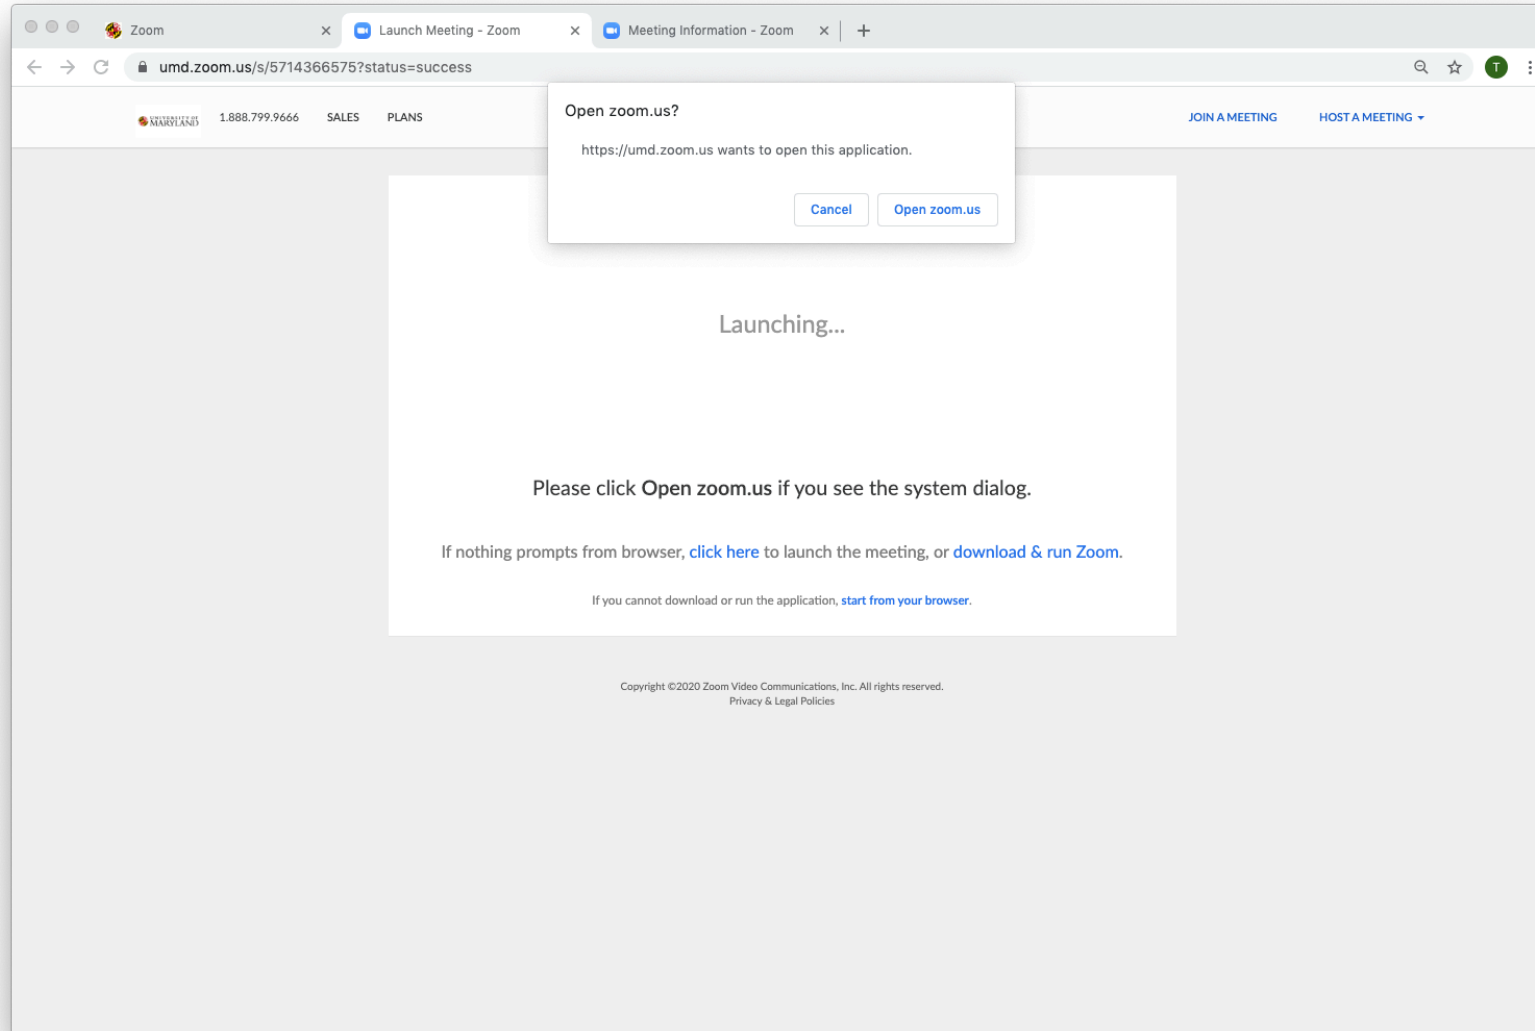 Zoom
Launch Meeting - Zoom
Meeting Information - Zoom
umd.zoom.us/s/5714366575?status=success
T
UNIVERSITY OF
MARYLAND
1.888.799.9666
SALES
PLANS
JOIN A MEETING
HOST A MEETING
Open zoom.us?
https://umd.zoom.us wants to open this application.
Cancel
Open zoom.us
Launching...
Please click Open zoom.us if you see the system dialog.
If nothing prompts from browser, click here to launch the meeting, or download & run Zoom.
If you cannot download or run the application, start from your browser.
Copyright ©2020 Zoom Video Communications, Inc. All rights reserved.
Privacy & Legal Policies